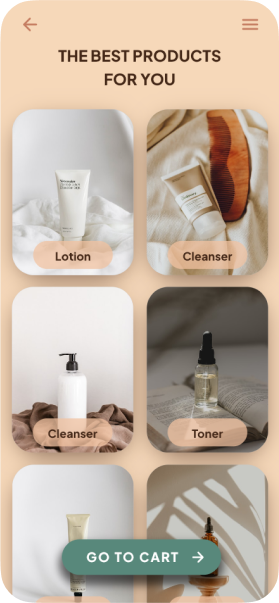 THE BEST PRODUCTS
FOR YOU
Lotion
Cleanser
Cleanser
Toner
GO TO CART